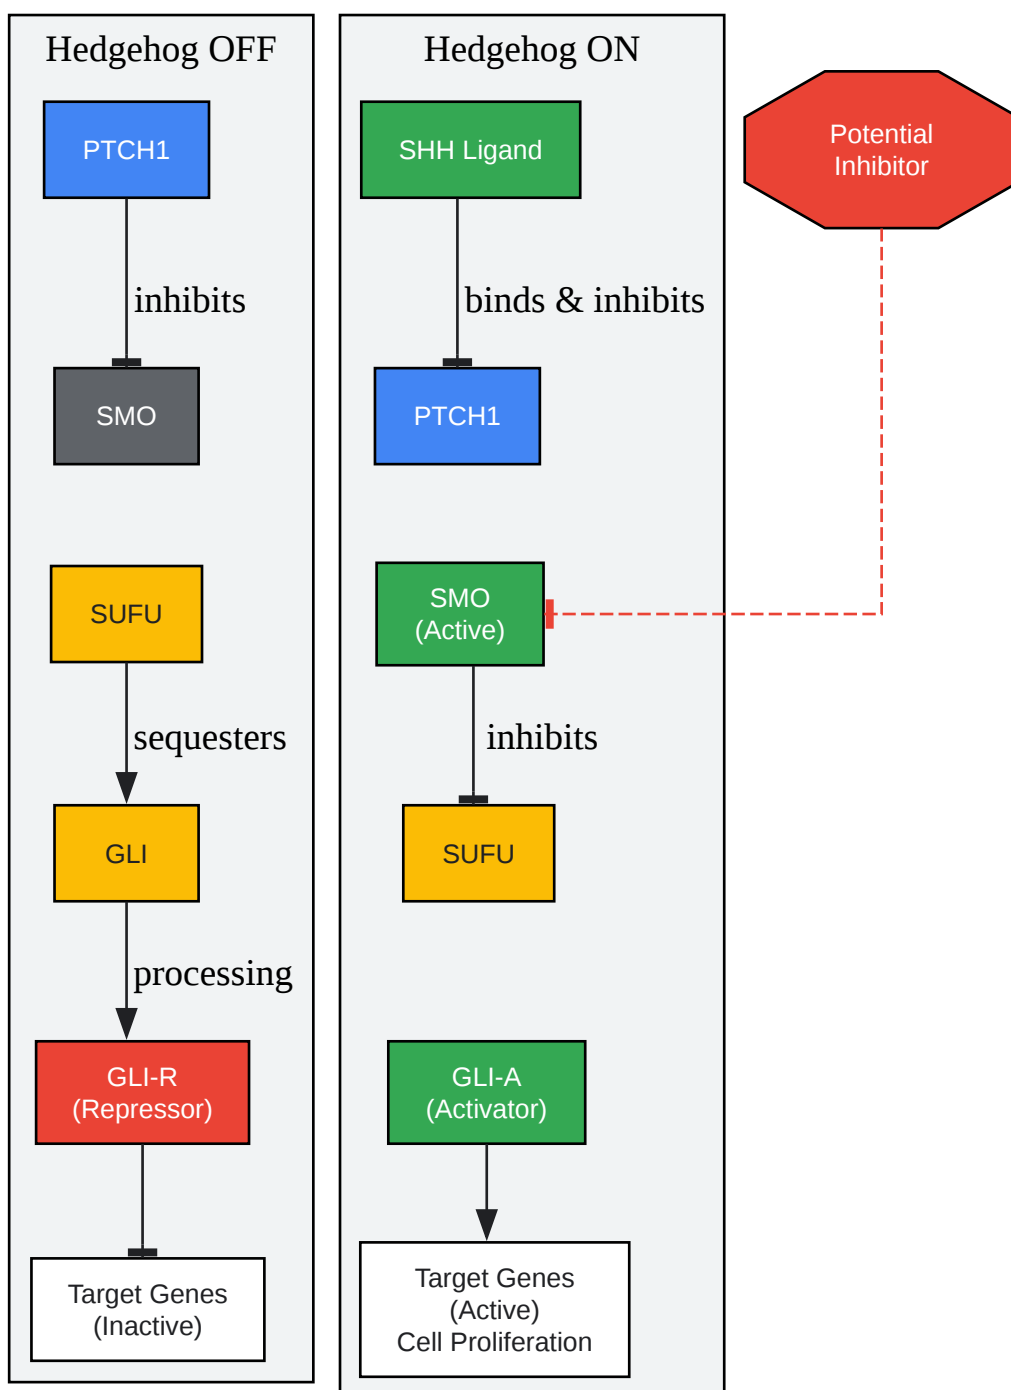 Hedgehog OFF
PTCH1
inhibits
SMO
SUFU
sequesters
GLI
processing
GLI-R
(Repressor)
Target Genes
(Inactive)
Hedgehog ON
SHH Ligand
binds & inhibits
PTCH1
SMO
(Active)
inhibits
SUFU
GLI-A
(Activator)
Target Genes
(Active)
Cell Proliferation
Potential
Inhibitor